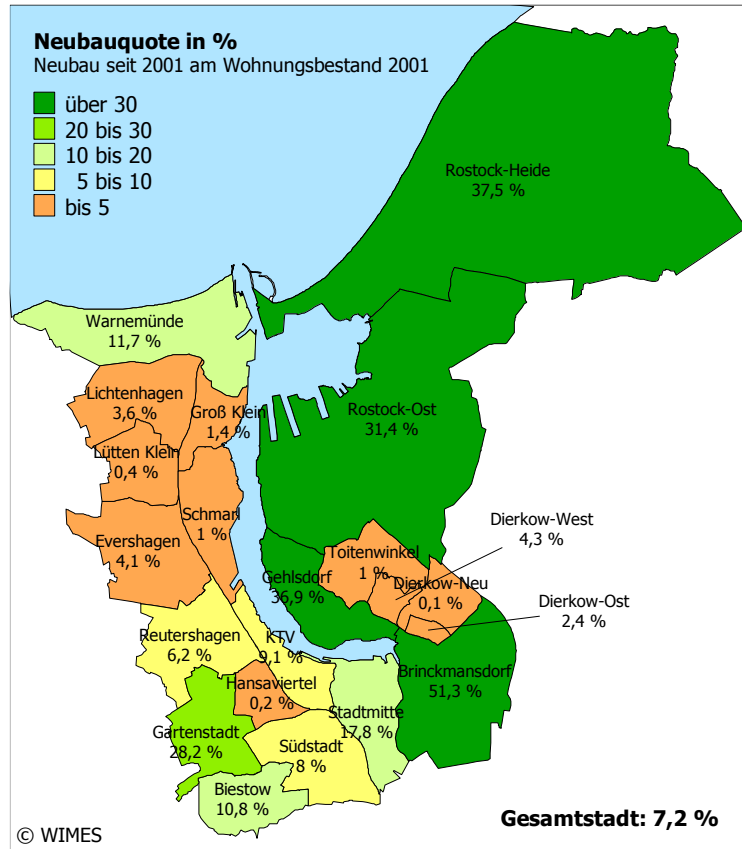 Neubauquote in %
Neubau seit 2001 am Wohnungsbestand 2001
über 30
20 bis 30
10 bis 20
5 bis 10
bis 5
Rostock-Heide
37,5 %
Warnemünde
11,7 %
Lichtenhagen
3,6 %
Groß Klein
1,4 %
Rostock-Ost
31,4 %
Lütten Klein
0,4 %
Schmarl
1 %
Evershagen
4,1 %
Dierkow-West
4,3 %
Toitenwinkel
1 %
Gehlsdorf
36,9 %
Dierkow-Neu
0,1 %
Dierkow-Ost
2,4 %
Reutershagen
6,2 %
KTV
9,1 %
Brinckmansdorf
51,3 %
Hansaviertel
0,2 %
Stadtmitte
17,8 %
Gartenstadt
28,2 %
Südstadt
8 %
Biestow
10,8 %
Gesamtstadt: 7,2 %
© WIMES